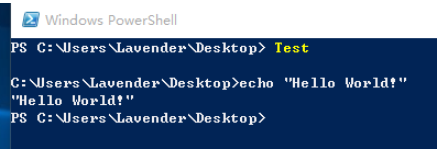 Windows PowerShell
PS C:\Users\Lavender\Desktop> Test
C:\Users\Lavender\Desktop>echo "Hello World!"
"Hello World!"
PS C:\Users\Lavender\Desktop>